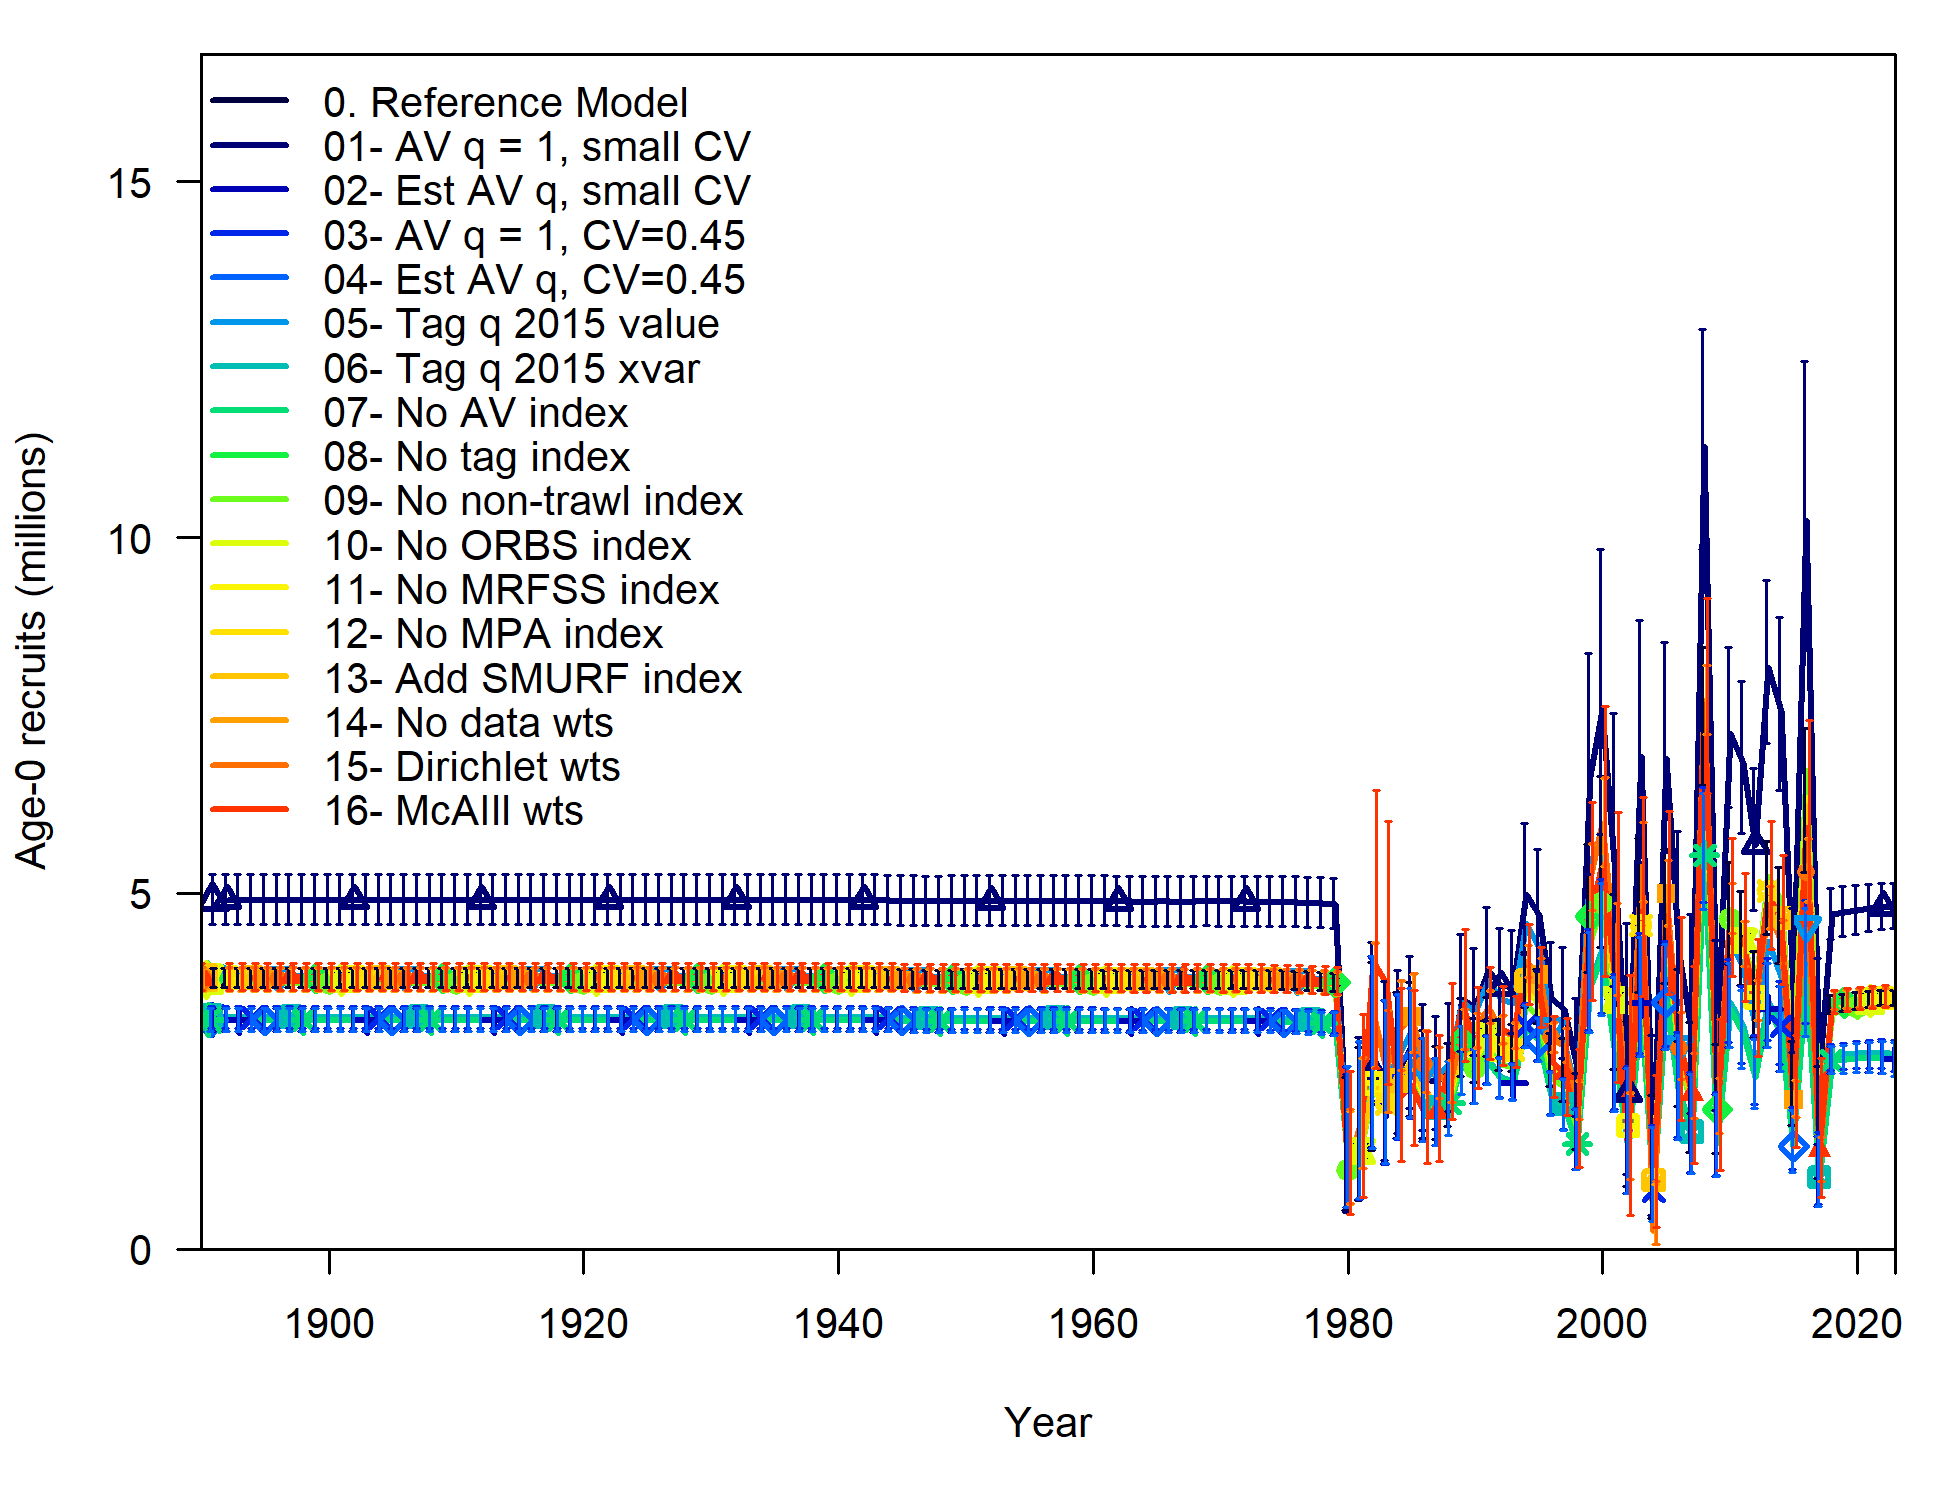 0. Reference Model
01- AV q = 1, small CV
02- Est AV q, small CV
03- AV q = 1, CV=0.45
04- Est AV q, CV=0.45
05- Tag q 2015 value
06- Tag q 2015 xvar
07- No AV index
08- No tag index
09- No non-trawl index
10- No ORBS index
11- No MRFSS index
12- No MPA index
13- Add SMURF index
14- No data wts
15- Dirichlet wts
16- McAllI wts
Age-0 recruits (millions)
15
10
5
0
1900 1920 1940 1960 1980 2000 2020
Year